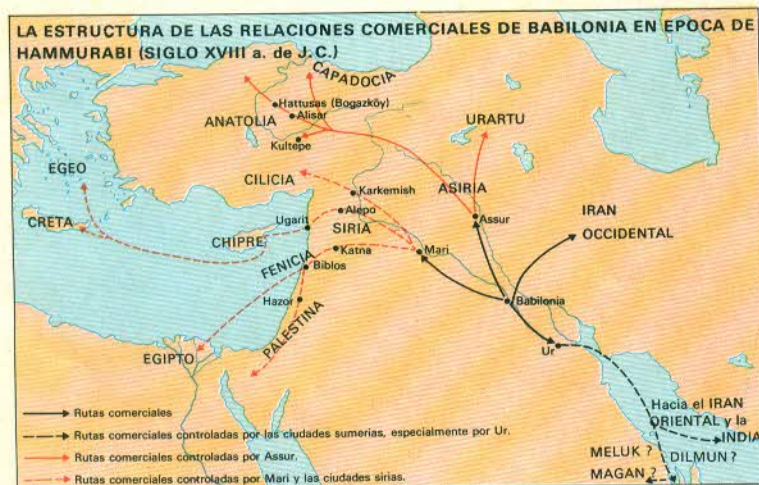 LA ESTRUCTURA DE LAS RELACIONES COMERCIALES DE BABILONIA EN EPOCA DE
HAMMURABI (SIGLO XVIII a. de J.C.)
CAPADOCIA
Hattusas (Bogazköy)
ANATOLIA
Alisar
URARTU
Kultepe
EGEO
CILICIA
Karkemish
ASIRIA
CRETA
Alepo
Assur
IRAN
OCCIDENTAL
Ugarit
CHIPRE
SIRIA
Katna
Mari
FENICIA
Biblos
Hazor
Babilonia
PALESTINA
Ur
EGIPTO
Hacia el IRAN
ORIENTAL y la
INDIA
MELUK ?
DILMUN ?
MAGAN ?
Rutas comerciales
Rutas comerciales controladas por las ciudades sumerias, especialmente por Ur.
Rutas comerciales controladas por Assur.
Rutas comerciales controladas por Mari y las ciudades sirias.